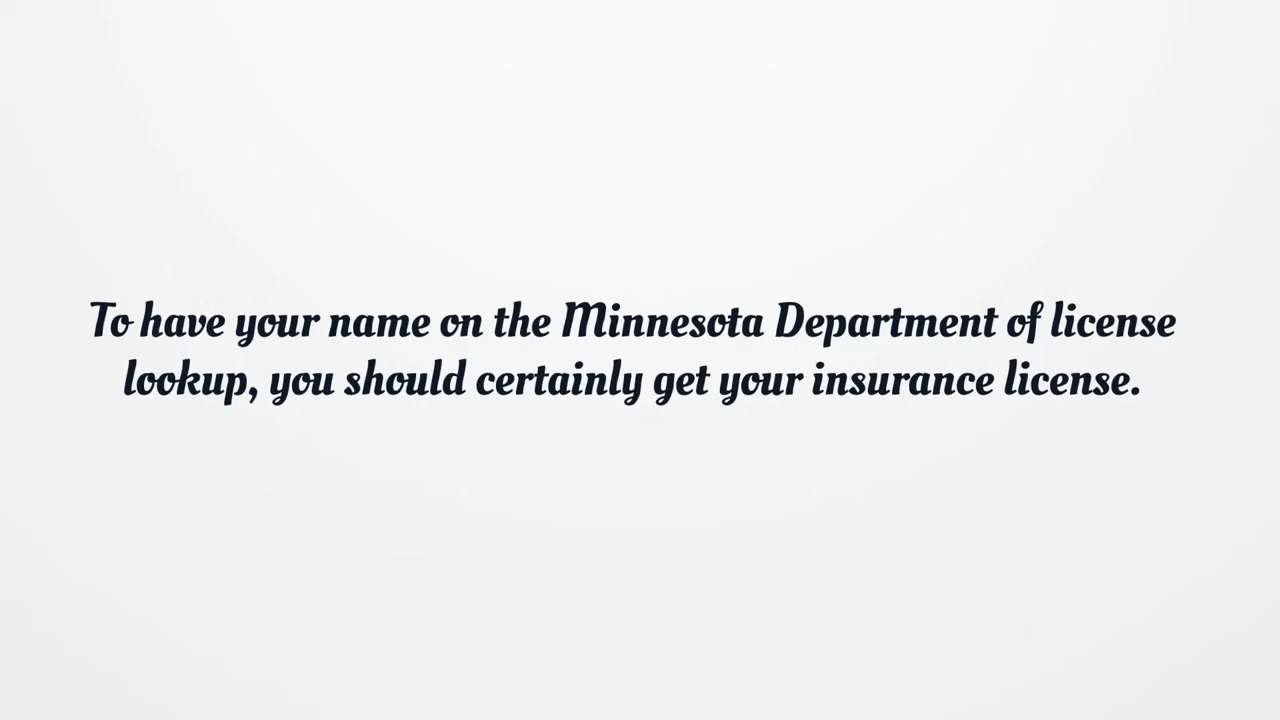 To have your name on the Minnesota Department of license
lookup, you should certainly get your insurance license.